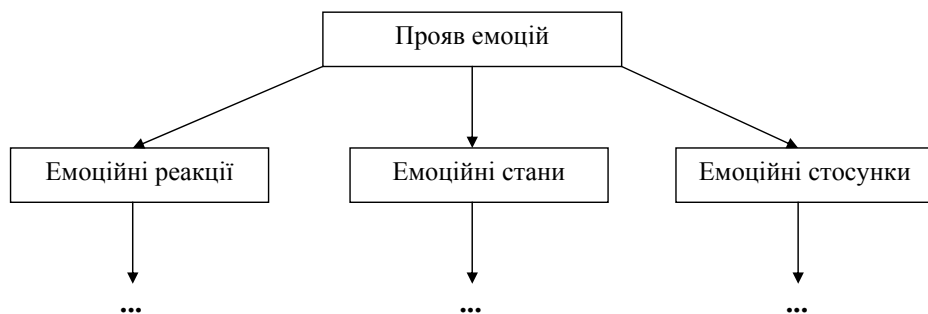 Прояв емоцій
Емоційні реакції
Емоційні стани
Емоційні стосунки
...
...
...